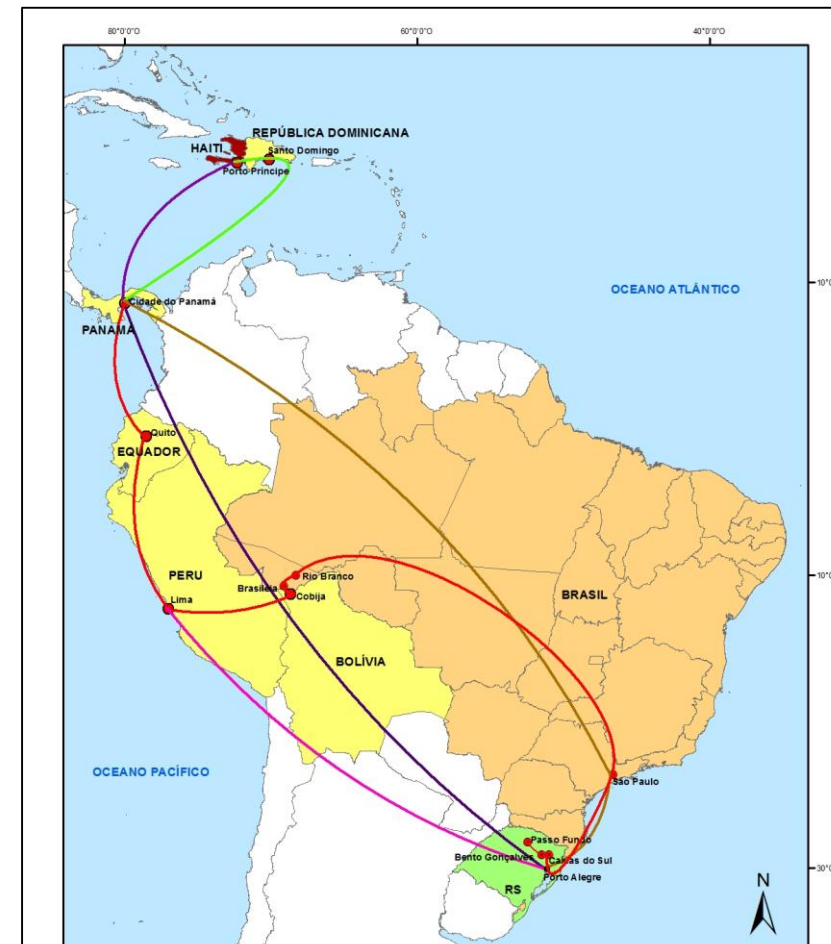 80°0'0"
60°0'0"
40°0'0"
REPÚBLICA DOMINICANA
HAITI
Santo Domingo
Porto Príncipe
10°0
OCEANO ATLÂNTICO
Cidade do Panamá
PANAMÁ
Quito
EQUADOR
PERU
Rio Branco
10°0
Brasiléia
Cobija
BRASIL
Lima
BOLÍVIA
OCEANO PACÍFICO
São Paulo
Passo Fundo
Bento Gonçalves
Caxias do Sul
30°0
Porto Alegre
RS
N